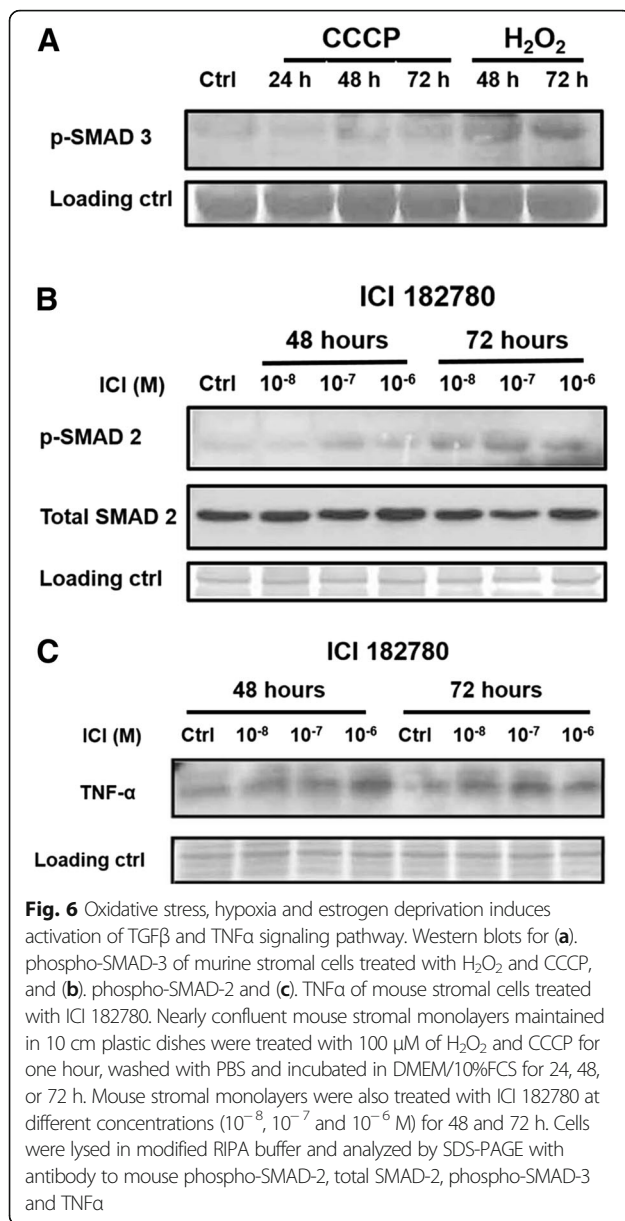 A
CCCP H₂O₂
Ctrl 24 h 48 h 72 h 48 h 72 h
p-SMAD 3
Loading ctrl
B
ICI 182780
48 hours 72 hours
ICI (M) Ctrl 10⁻⁸ 10⁻⁷ 10⁻⁶ 10⁻⁸ 10⁻⁷ 10⁻⁶
p-SMAD 2
Total SMAD 2
Loading ctrl
C
ICI 182780
48 hours 72 hours
ICI (M) Ctrl 10⁻⁸ 10⁻⁷ 10⁻⁶ Ctrl 10⁻⁸ 10⁻⁷ 10⁻⁶
TNF-α
Loading ctrl
Fig. 6 Oxidative stress, hypoxia and estrogen deprivation induces
activation of TGFβ and TNFα signaling pathway. Western blots for (a).
phospho-SMAD-3 of murine stromal cells treated with H₂O₂ and CCCP,
and (b). phospho-SMAD-2 and (c). TNFα of mouse stromal cells treated
with ICI 182780. Nearly confluent mouse stromal monolayers maintained
in 10 cm plastic dishes were treated with 100 μM of H₂O₂ and CCCP for
one hour, washed with PBS and incubated in DMEM/10%FCS for 24, 48,
or 72 h. Mouse stromal monolayers were also treated with ICI 182780 at
different concentrations (10⁻⁸, 10⁻⁷ and 10⁻⁶ M) for 48 and 72 h. Cells
were lysed in modified RIPA buffer and analyzed by SDS-PAGE with
antibody to mouse phospho-SMAD-2, total SMAD-2, phospho-SMAD-3
and TNFα